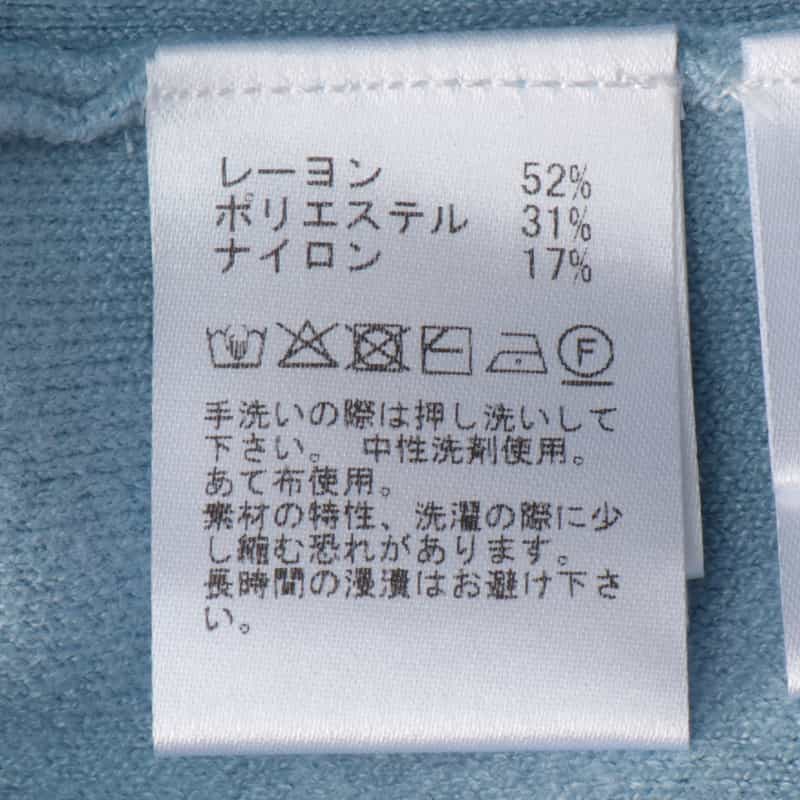 レーヨン 52%
ポリエステル 31%
ナイロン 17%
F
手洗いの際は押し洗いして
下さい。 中性洗剤使用。
あて布使用。
素材の特性、洗濯の際に少
し縮む恐れがあります。
長時間の浸漬はお避け下さ
い。